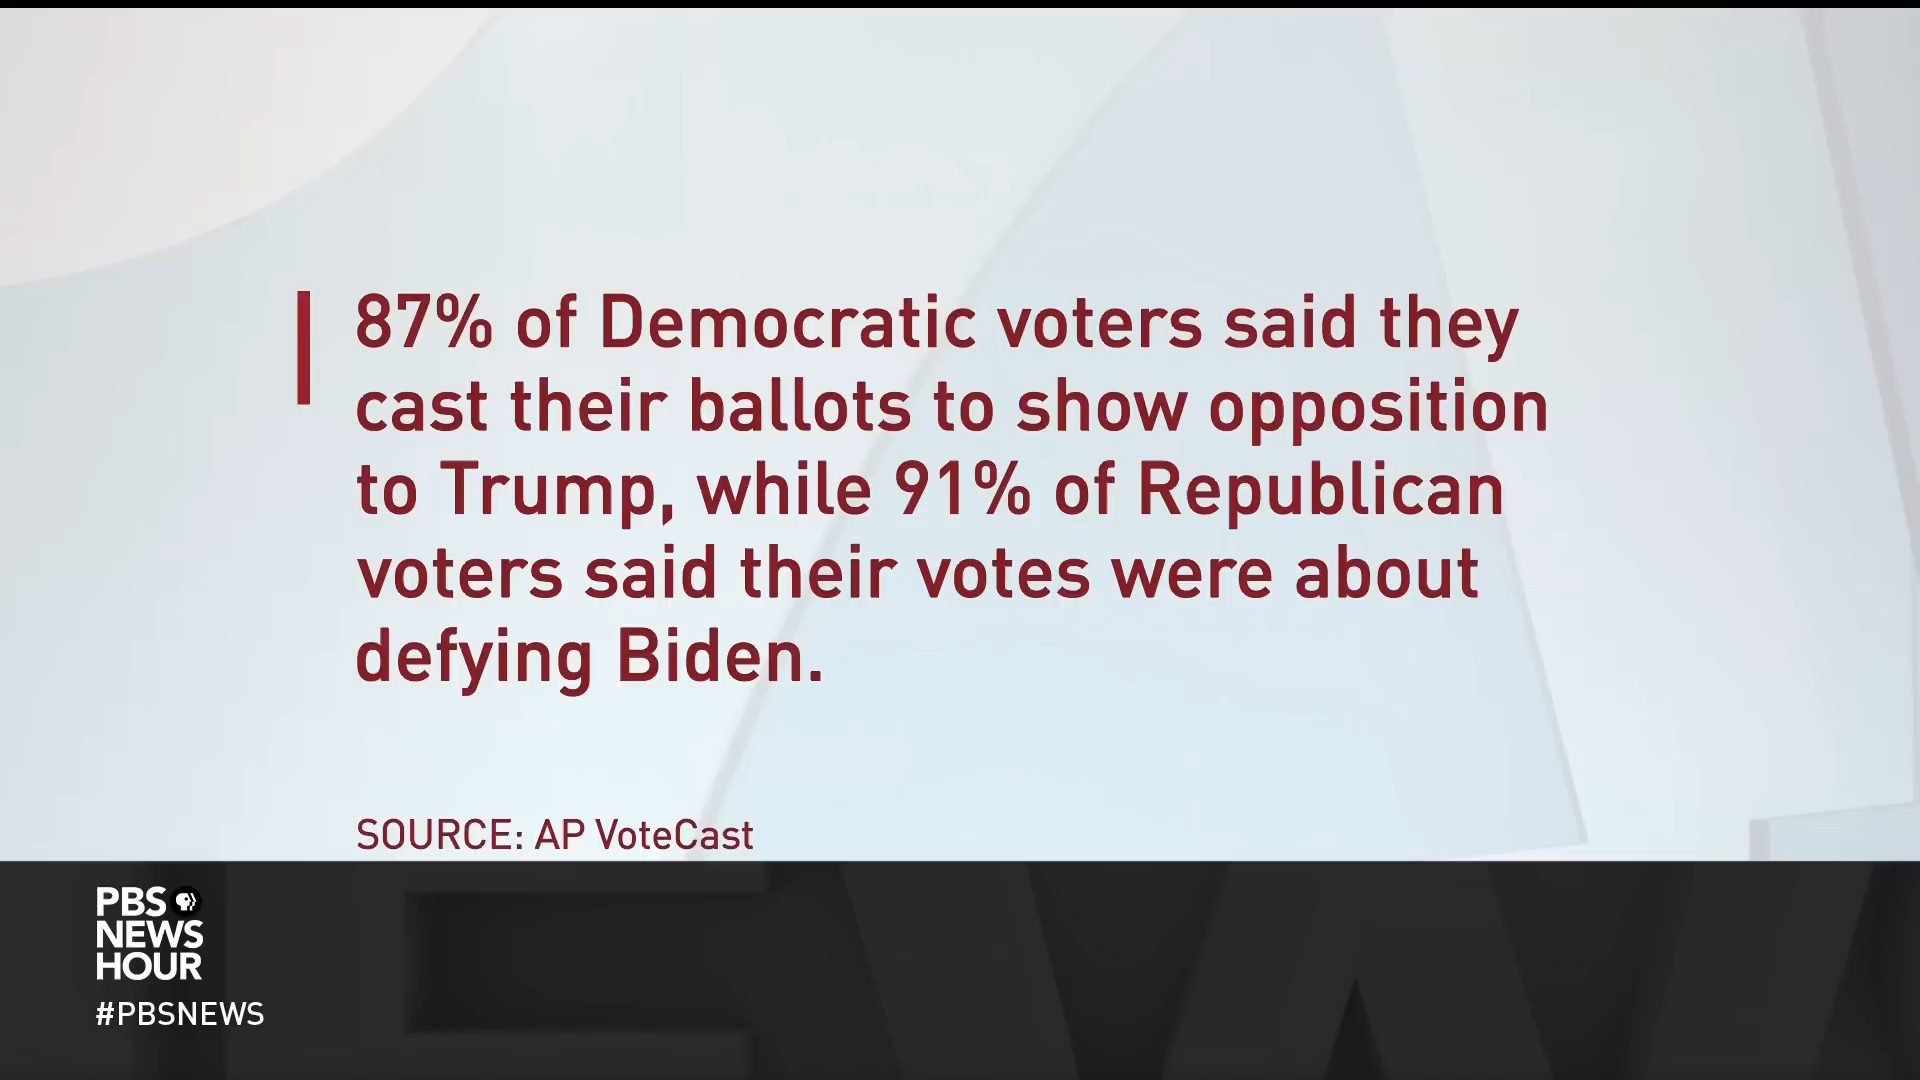 87% of Democratic voters said they
cast their ballots to show opposition
to Trump, while 91% of Republican
voters said their votes were about
defying Biden.
SOURCE: AP VoteCast
PBS
NEWS
HOUR
#PBSNEWS